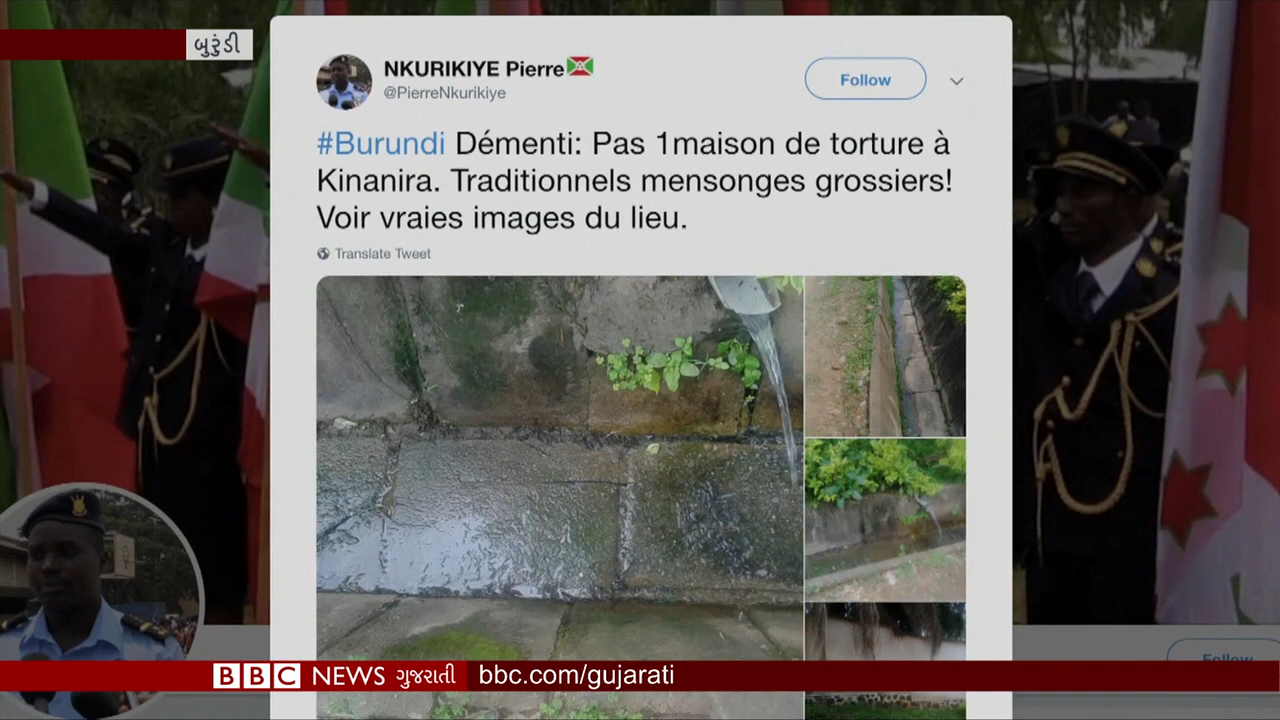 બુરુંડી
NKURIKIYE Pierre🇧🇮
@PierreNkurikiye
Follow
#Burundi Démenti: Pas 1maison de torture à
Kinanira. Traditionnels mensonges grossiers!
Voir vraies images du lieu.
Translate Tweet
Follow
BBC NEWS ગુજરાતી bbc.com/gujarati